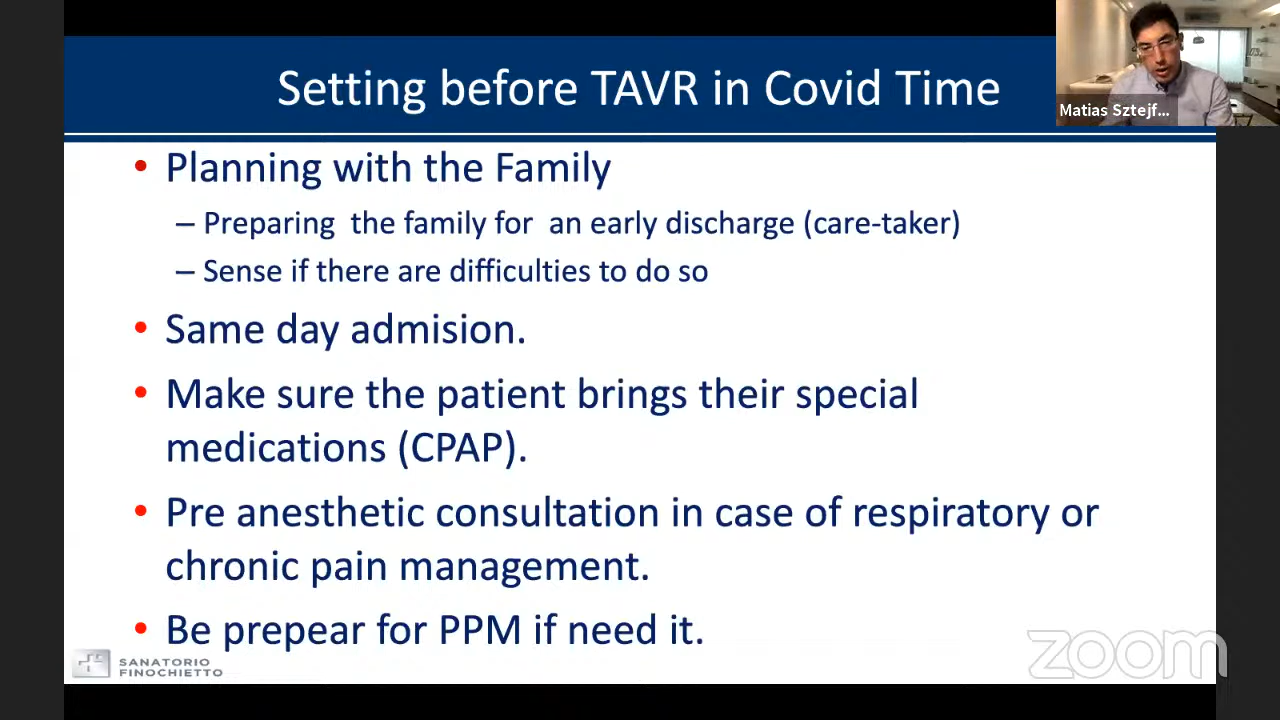 Setting before TAVR in Covid Time
Matias Sztejf...
• Planning with the Family
– Preparing the family for an early discharge (care-taker)
– Sense if there are difficulties to do so
• Same day admision.
• Make sure the patient brings their special
medications (CPAP).
• Pre anesthetic consultation in case of respiratory or
chronic pain management.
• Be prepear for PPM if need it.
SANATORIO
FINOCHIETTO
zoom